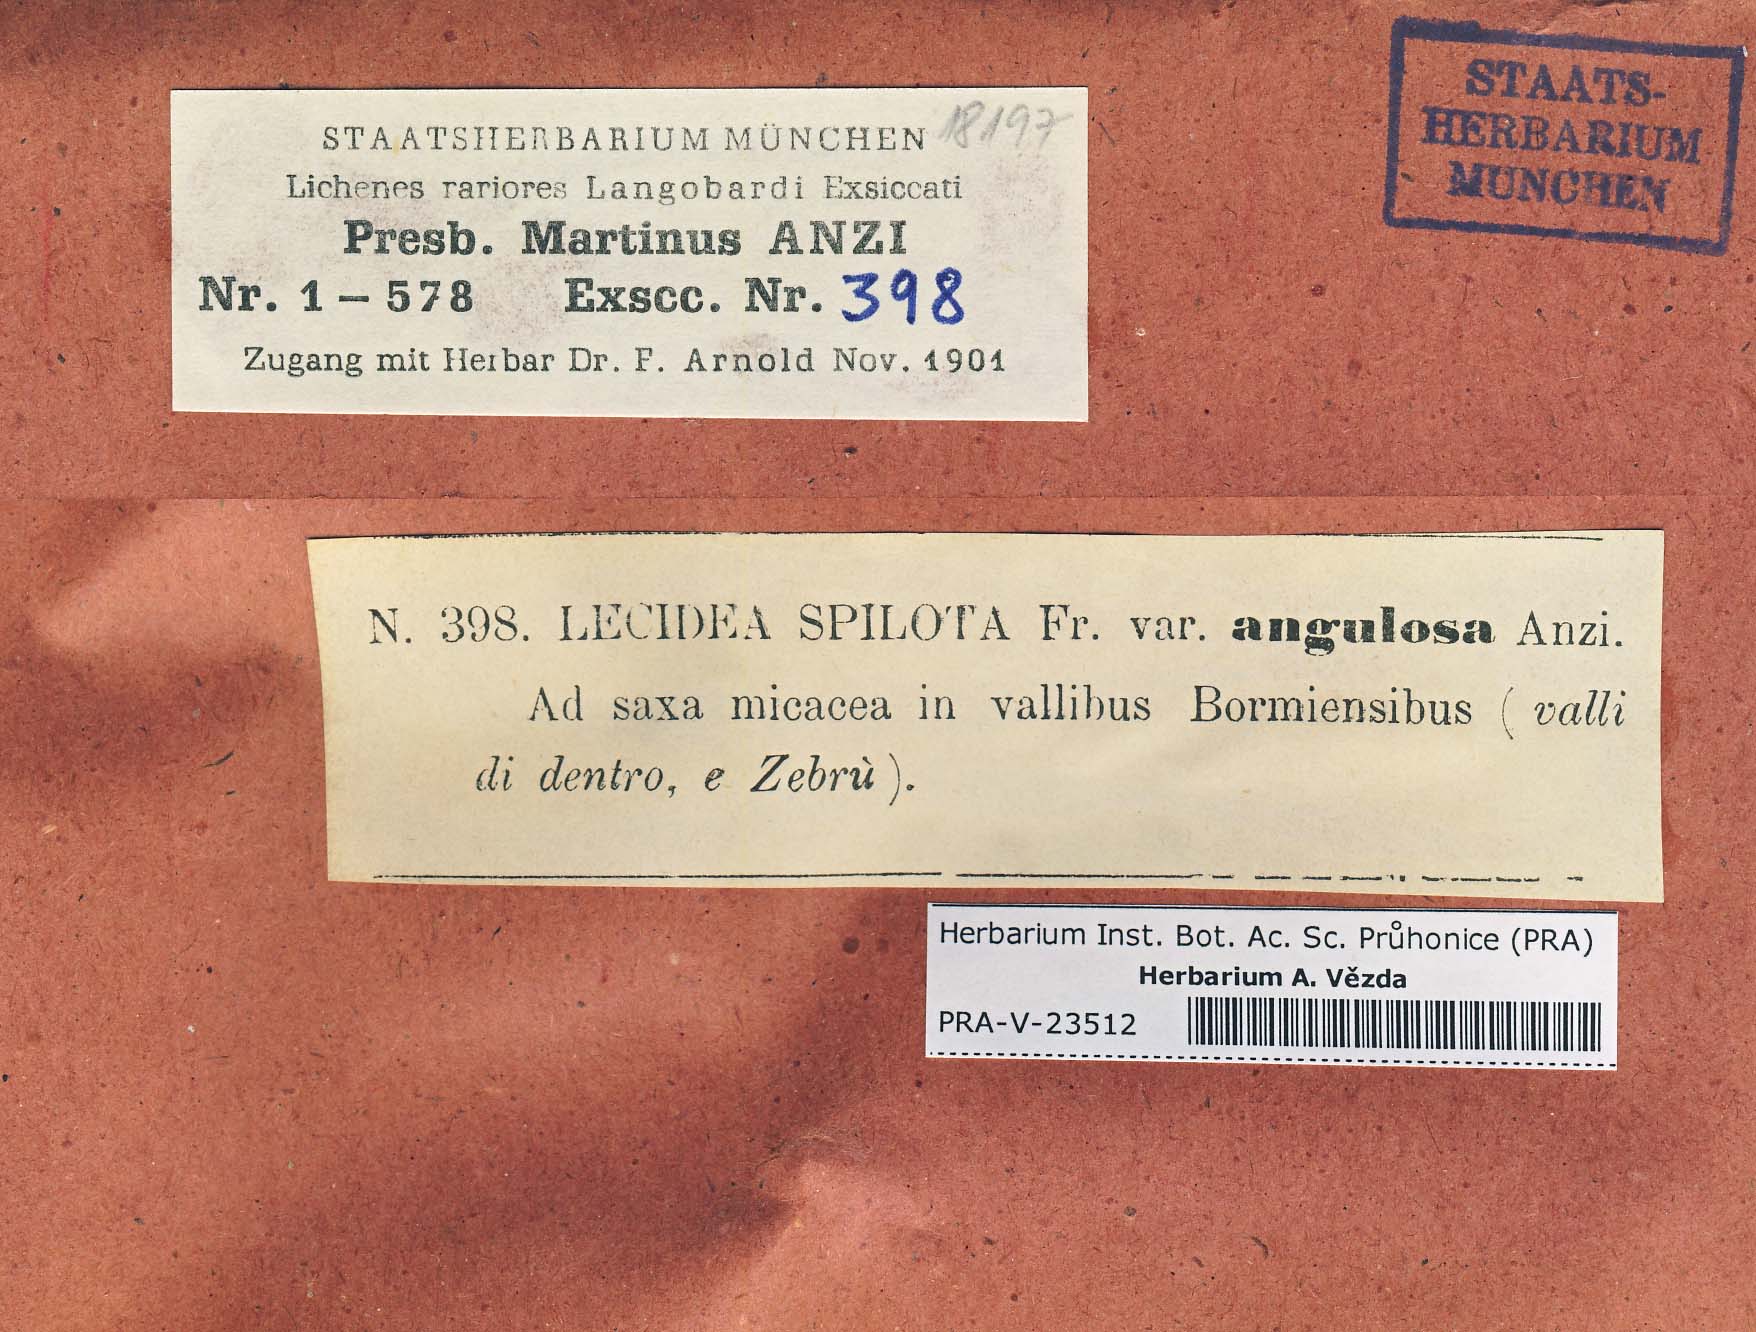 STAATS-
HERBARIUM
MÜNCHEN
18197
STAATSHERBARIUM MÜNCHEN
Lichenes rariores Langobardi Exsiccati
Presb. Martinus ANZI
Nr. 1 – 578 Exscc. Nr. 398
Zugang mit Herbar Dr. F. Arnold Nov. 1901
N. 398. LECIDEA SPILOTA Fr. var. angulosa Anzi.
Ad saxa micacea in vallibus Bormiensibus ( valli
di dentro, e Zebrù ).
Herbarium Inst. Bot. Ac. Sc. Průhonice (PRA)
Herbarium A. Vězda
PRA-V-23512